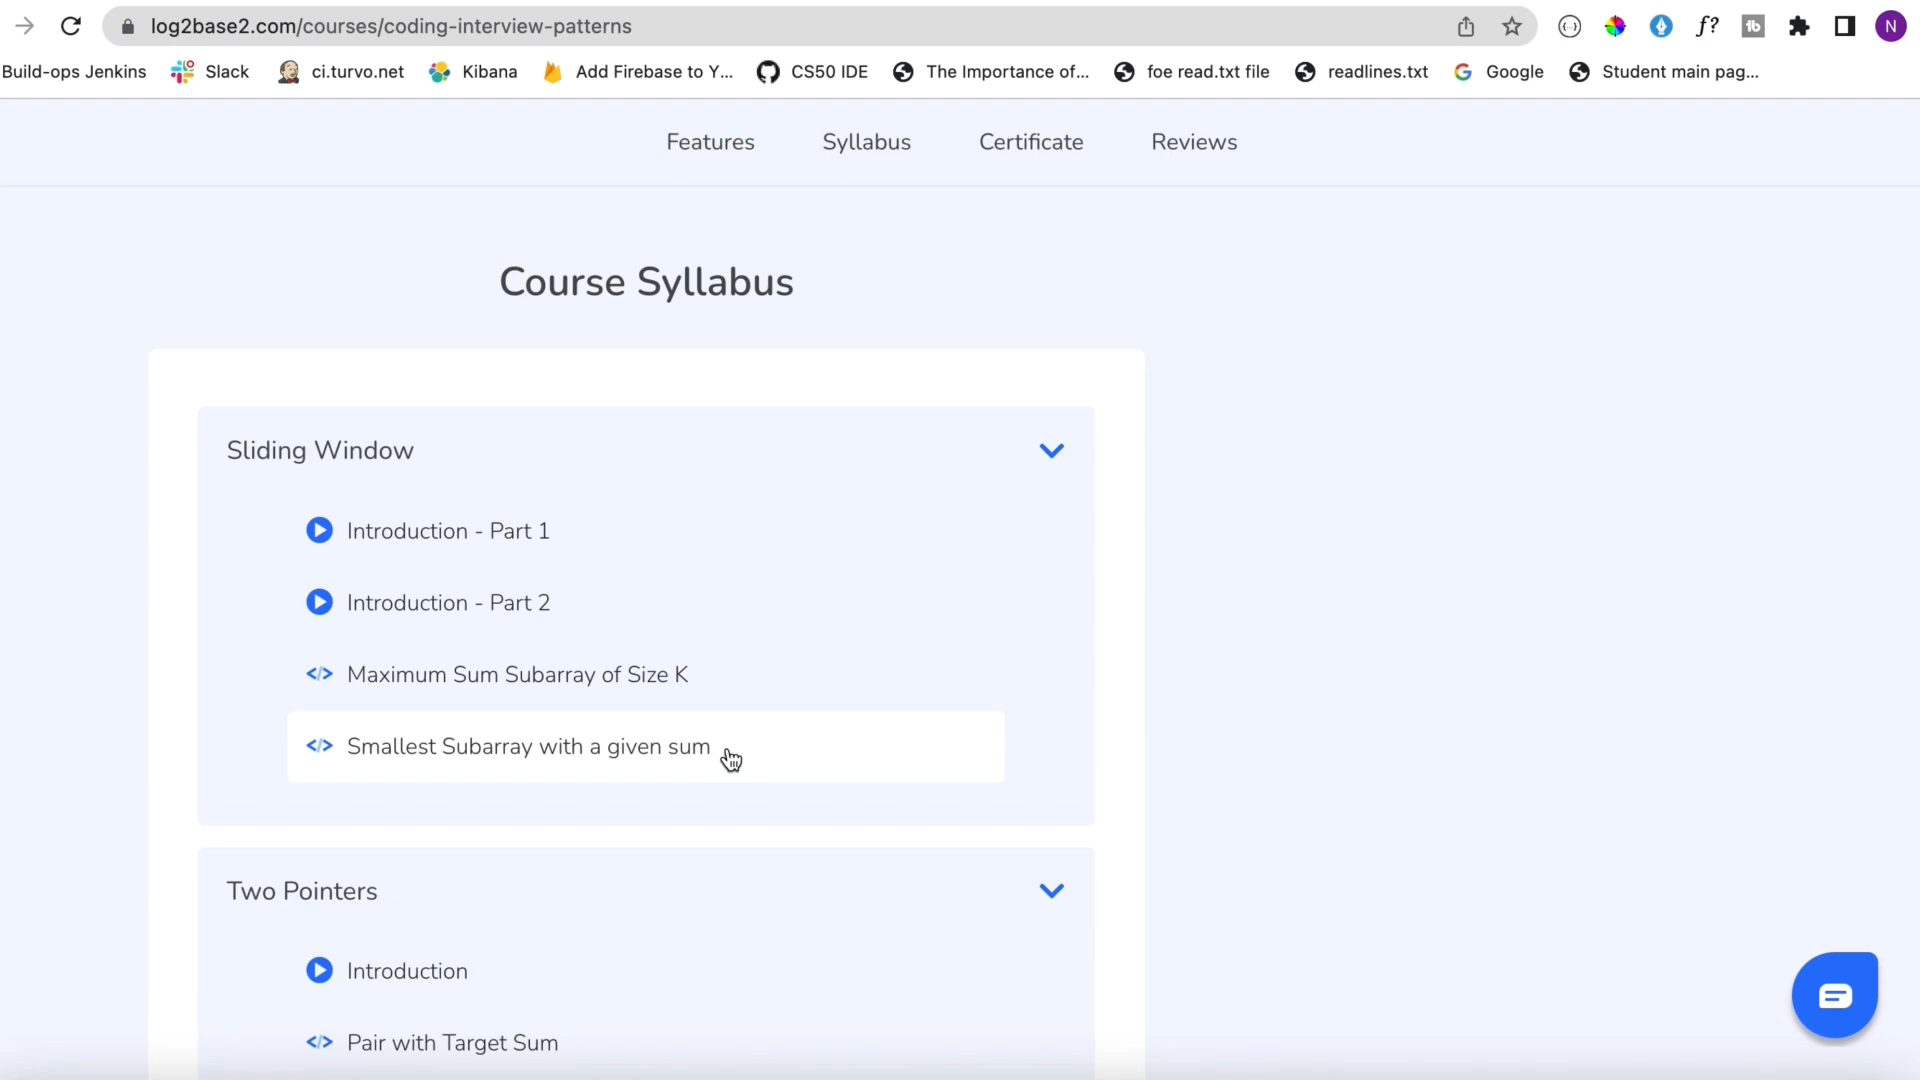 log2base2.com/courses/coding-interview-patterns
f?
N
Build-ops Jenkins
Slack
ci.turvo.net
Kibana
Add Firebase to Y...
CS50 IDE
The Importance of...
foe read.txt file
readlines.txt
Google
Student main pag...
Features
Syllabus
Certificate
Reviews
Course Syllabus
Sliding Window
Introduction - Part 1
Introduction - Part 2
</> Maximum Sum Subarray of Size K
</> Smallest Subarray with a given sum
Two Pointers
Introduction
</> Pair with Target Sum